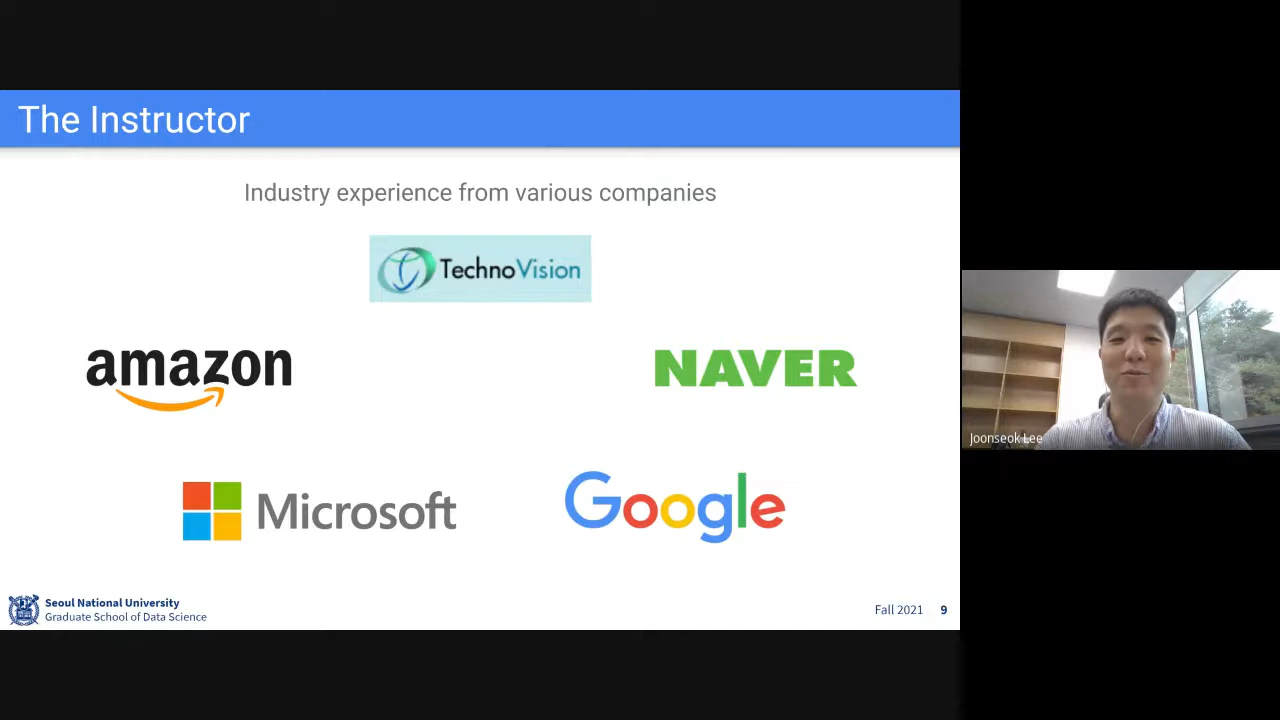 The Instructor
Industry experience from various companies
TechnoVision
amazon
NAVER
Microsoft
Google
Joonseok Lee
Seoul National University
Graduate School of Data Science
Fall 2021 9